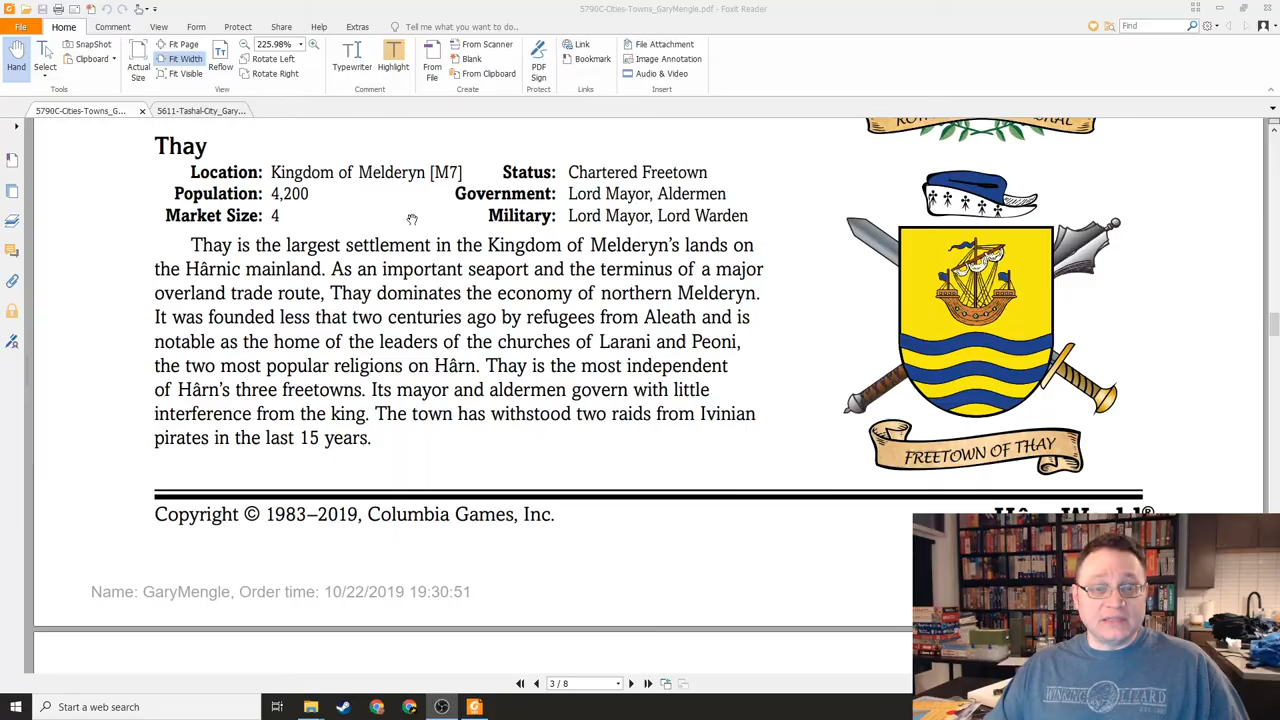 5790C-Cities-Towns_GaryMengle.pdf - Foxit Reader
File Home Comment View Form Protect Share Help Extras Tell me what you want to do... Find
SnapShot Fit Page 225.98% From Scanner Link File Attachment
Clipboard Fit Width Rotate Left Blank Bookmark Image Annotation
Hand Select Actual Size Fit Visible Reflow Rotate Right Typewriter Highlight From File From Clipboard PDF Sign Audio & Video
Tools View Comment Create Protect Links Insert
5790C-Cities-Towns_G... 5611-Tashal-City_Gary...
Thay
Location: Kingdom of Melderyn [M7] Status: Chartered Freetown
Population: 4,200 Government: Lord Mayor, Aldermen
Market Size: 4 Military: Lord Mayor, Lord Warden
Thay is the largest settlement in the Kingdom of Melderyn's lands on
the Hârnic mainland. As an important seaport and the terminus of a major
overland trade route, Thay dominates the economy of northern Melderyn.
It was founded less that two centuries ago by refugees from Aleath and is
notable as the home of the leaders of the churches of Larani and Peoni,
the two most popular religions on Hârn. Thay is the most independent
of Hârn's three freetowns. Its mayor and aldermen govern with little
interference from the king. The town has withstood two raids from Ivinian
pirates in the last 15 years.
FREETOWN OF THAY
Copyright © 1983–2019, Columbia Games, Inc.
Name: GaryMengle, Order time: 10/22/2019 19:30:51
WINKING LIZARD
3 / 8
Start a web search